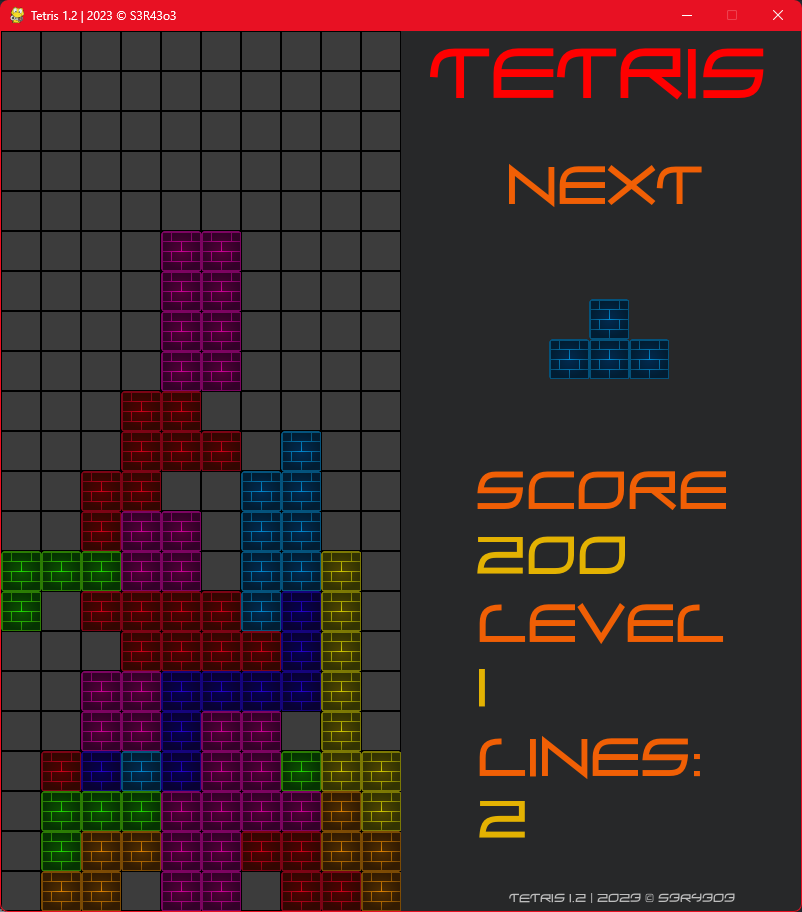 Tetris 1.2 | 2023 © S3R43o3
TETRIS
NEXT
SCORE
200
LEVEL
1
LINES:
2
TETRIS 1.2 | 2023 © S3R43O3